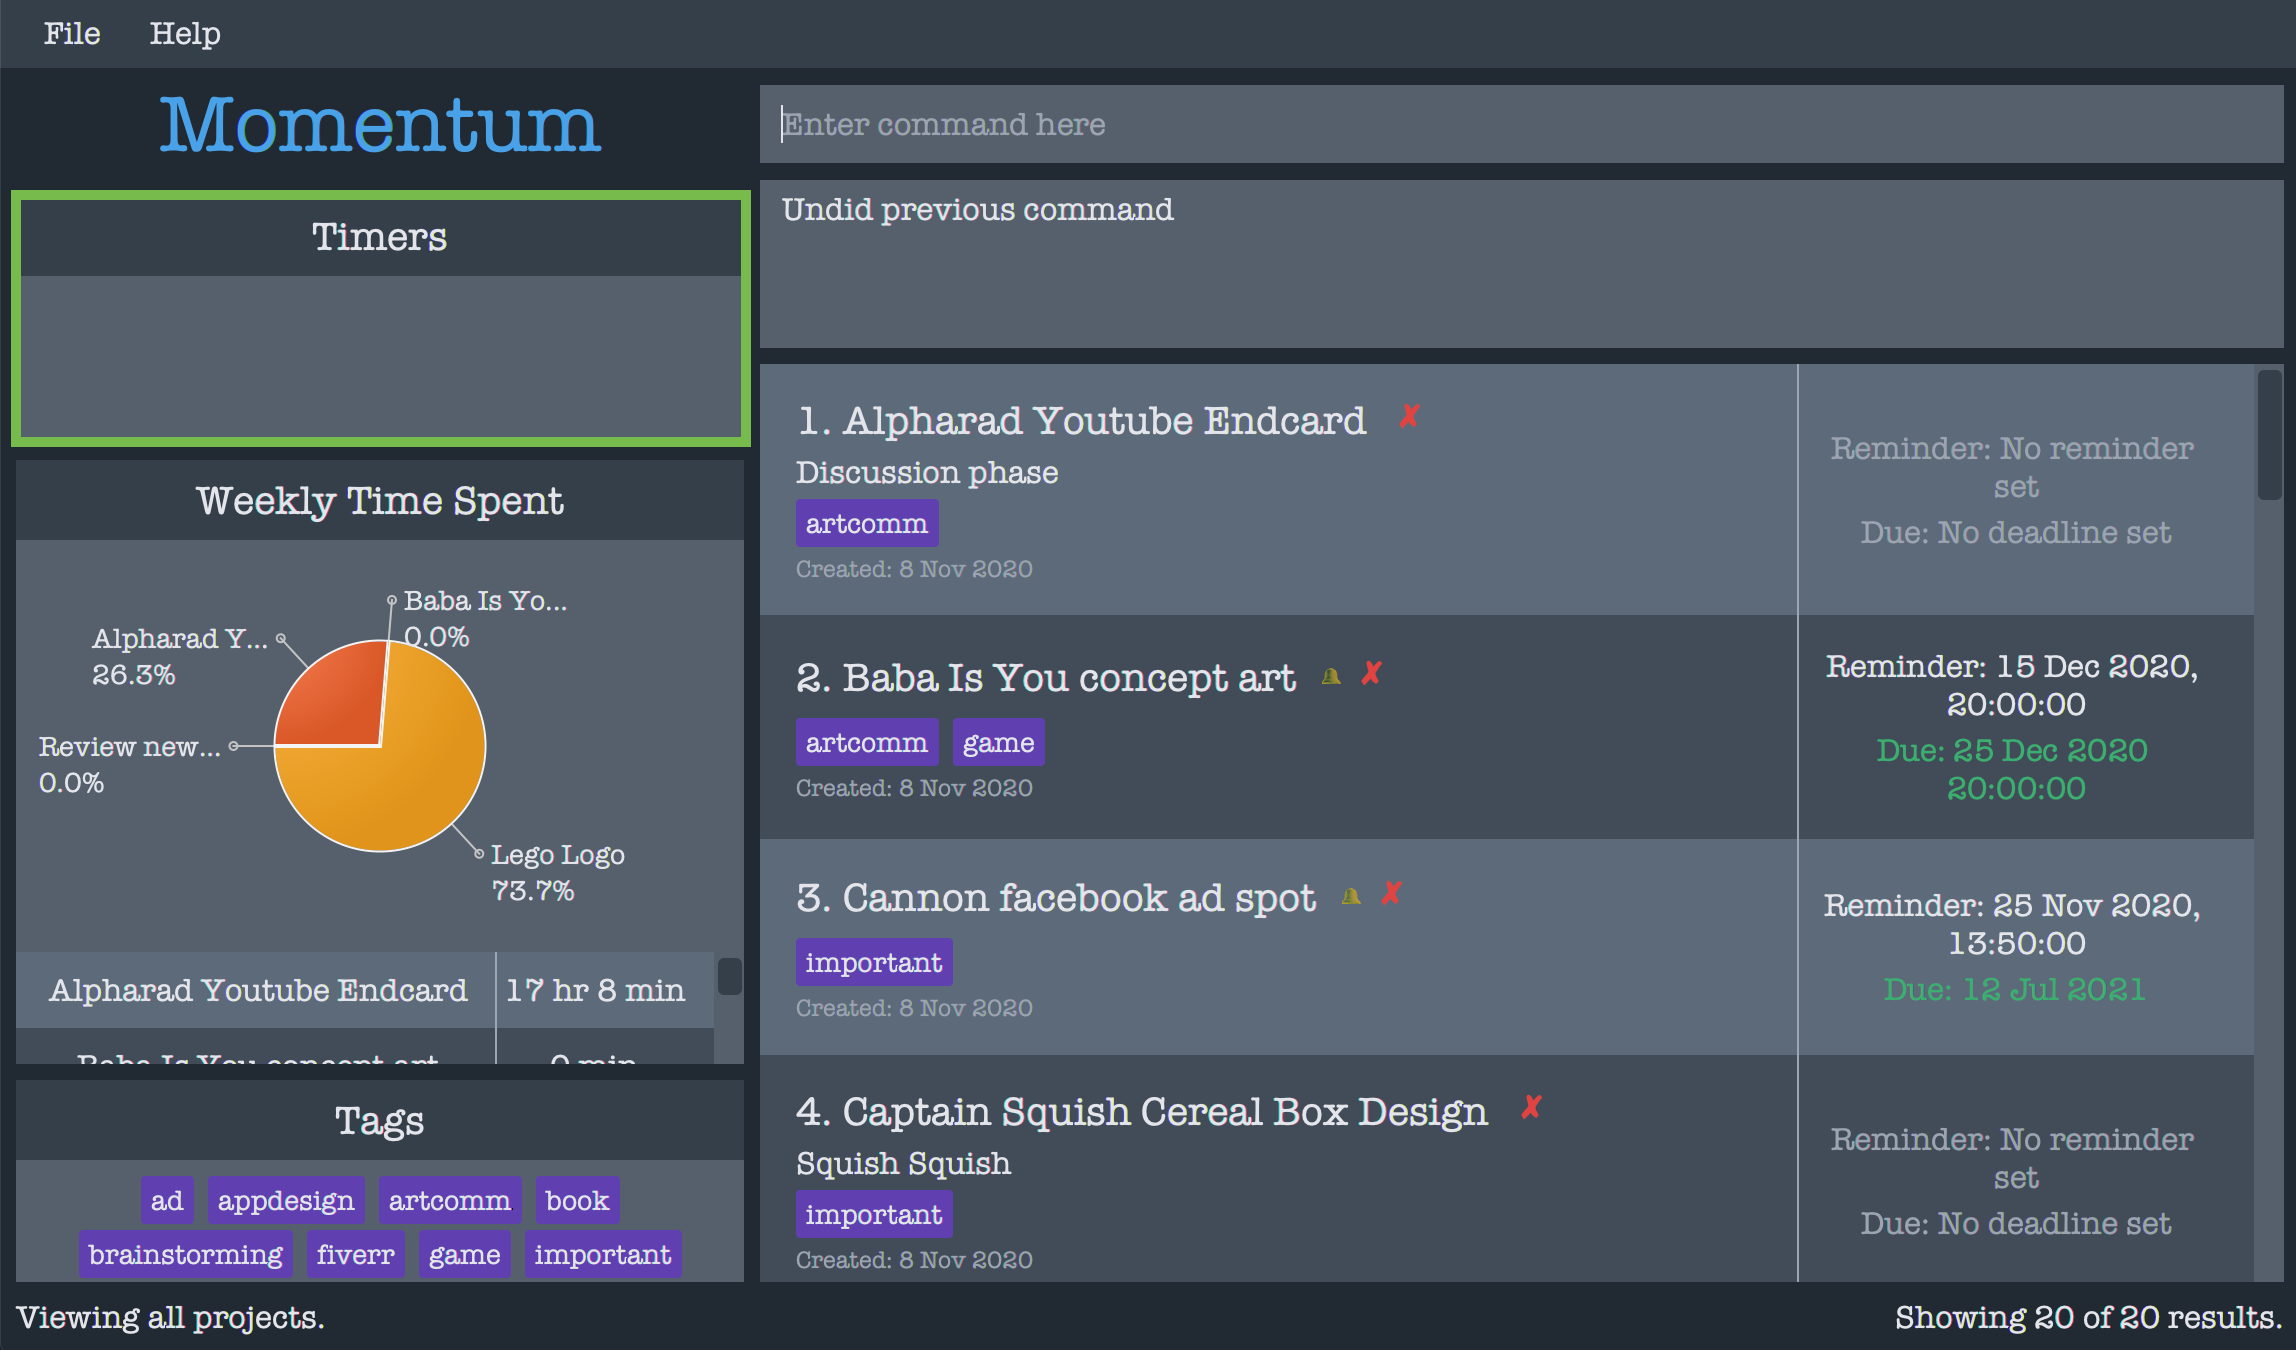 File Help
Momentum
Enter command here
Undid previous command
Timers
Weekly Time Spent
Baba Is Yo...
0.0%
Alpharad Y...
26.3%
Review new...
0.0%
Lego Logo
73.7%
Alpharad Youtube Endcard 17 hr 8 min
Baba Is You concept art 0 min
Tags
ad appdesign artcomm book
brainstorming fiverr game important
1. Alpharad Youtube Endcard ✘
Discussion phase
artcomm
Created: 8 Nov 2020
Reminder: No reminder
set
Due: No deadline set
2. Baba Is You concept art 🔔 ✘
artcomm game
Created: 8 Nov 2020
Reminder: 15 Dec 2020,
20:00:00
Due: 25 Dec 2020
20:00:00
3. Cannon facebook ad spot 🔔 ✘
important
Created: 8 Nov 2020
Reminder: 25 Nov 2020,
13:50:00
Due: 12 Jul 2021
4. Captain Squish Cereal Box Design ✘
Squish Squish
important
Created: 8 Nov 2020
Reminder: No reminder
set
Due: No deadline set
Viewing all projects.
Showing 20 of 20 results.